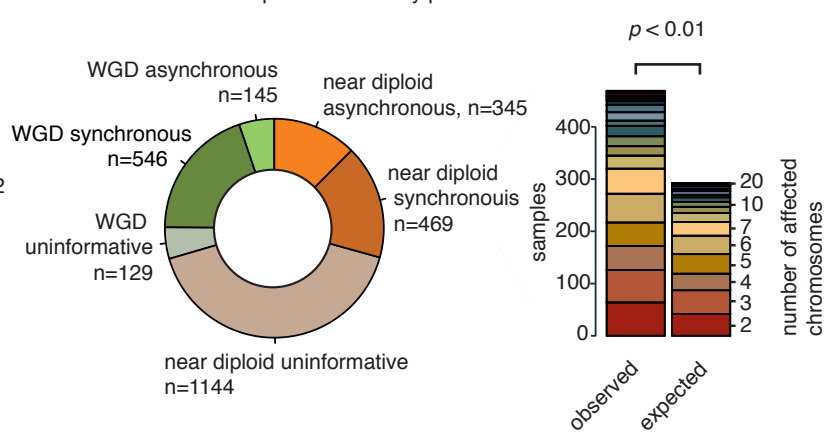 p < 0.01
WGD asynchronous
n=145
near diploid
asynchronous, n=345
WGD synchronous
n=546
near diploid
synchronouis
n=469
WGD
uninformative
n=129
near diploid uninformative
n=1144
2
samples
400
300
200
100
0
20
10
7
6
5
4
3
2
number of affected
chromosomes
observed
expected